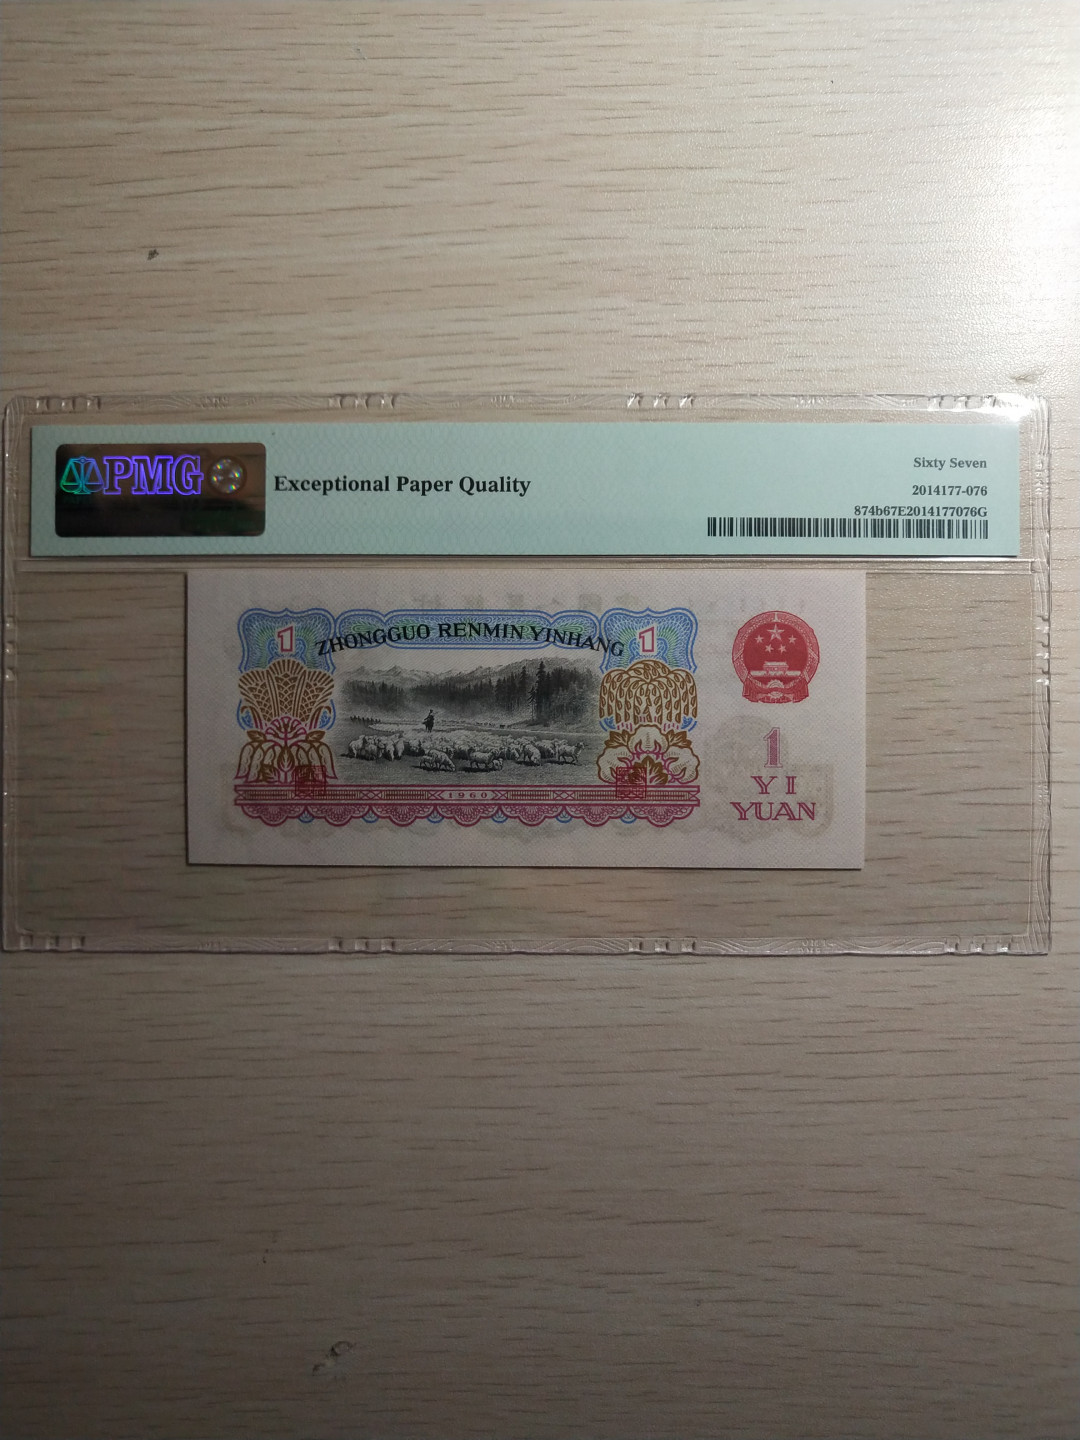 PMG
Exceptional Paper Quality
Sixty Seven
2014177-076
874b67E2014177076G
1
ZHONGGUO RENMIN YINHANG
1
1960
1
YI
YUAN